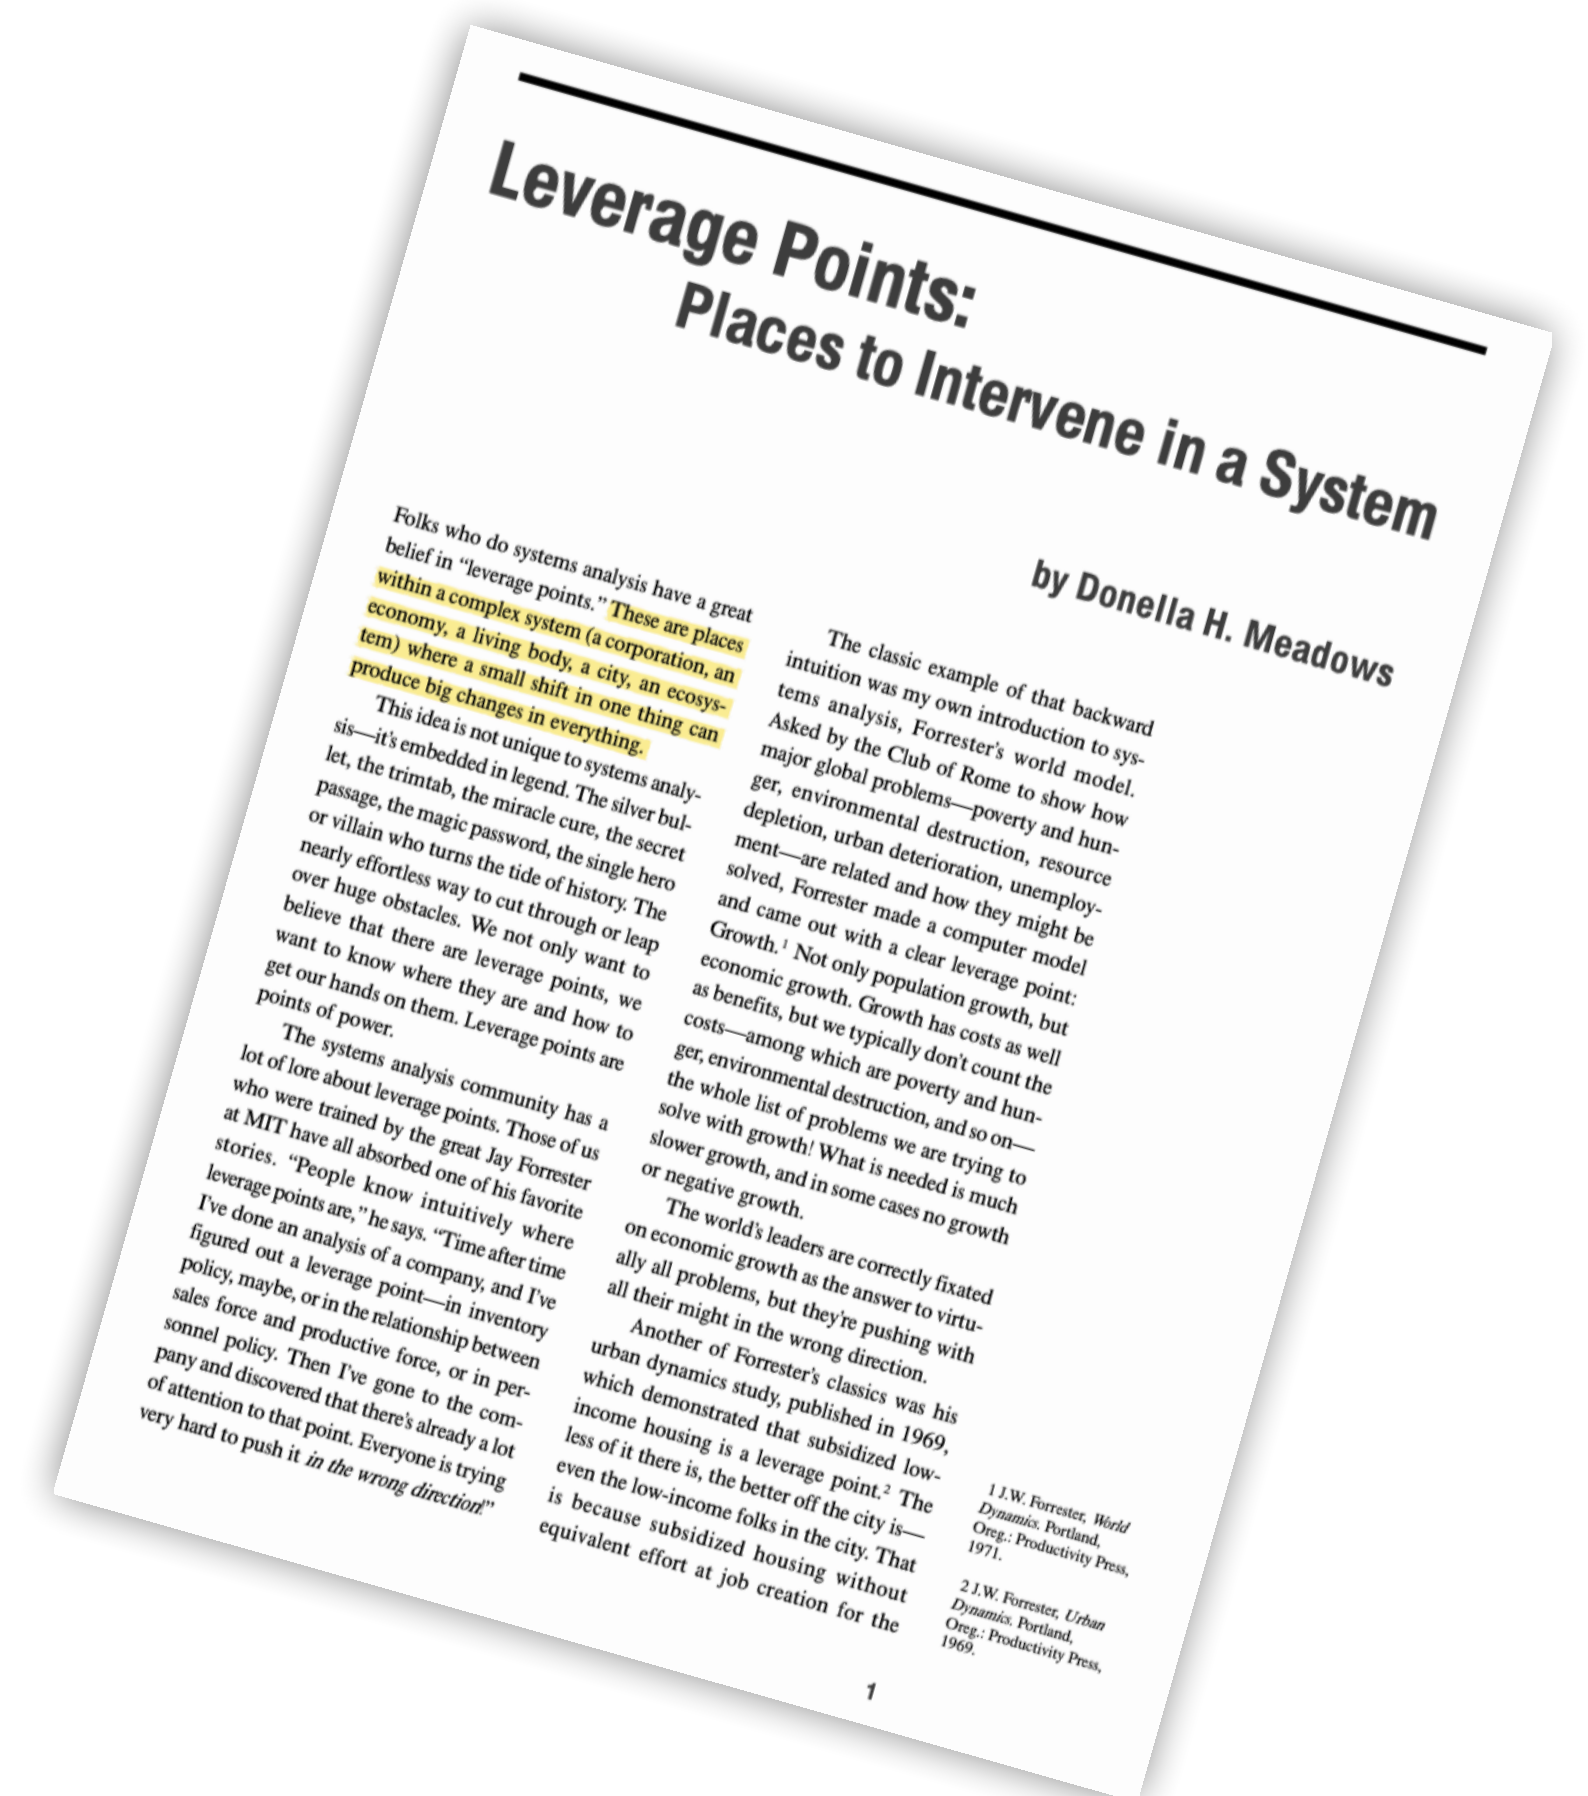 Leverage Points:
Places to Intervene in a System
by Donella H. Meadows
Folks who do systems analysis have a great
belief in “leverage points.” These are places
within a complex system (a corporation, an
economy, a living body, a city, an ecosys-
tem) where a small shift in one thing can
produce big changes in everything.
This idea is not unique to systems analy-
sis—it’s embedded in legend. The silver bul-
let, the trimtab, the miracle cure, the secret
passage, the magic password, the single hero
or villain who turns the tide of history. The
nearly effortless way to cut through or leap
over huge obstacles. We not only want to
believe that there are leverage points, we
want to know where they are and how to
get our hands on them. Leverage points are
points of power.
The systems analysis community has a
lot of lore about leverage points. Those of us
who were trained by the great Jay Forrester
at MIT have all absorbed one of his favorite
stories. “People know intuitively where
leverage points are,” he says. “Time after time
I’ve done an analysis of a company, and I’ve
figured out a leverage point—in inventory
policy, maybe, or in the relationship between
sales force and productive force, or in per-
sonnel policy. Then I’ve gone to the com-
pany and discovered that there’s already a lot
of attention to that point. Everyone is trying
very hard to push it in the wrong direction!”
The classic example of that backward
intuition was my own introduction to sys-
tems analysis, Forrester’s world model.
Asked by the Club of Rome to show how
major global problems—poverty and hun-
ger, environmental destruction, resource
depletion, urban deterioration, unemploy-
ment—are related and how they might be
solved, Forrester made a computer model
and came out with a clear leverage point:
Growth.¹ Not only population growth, but
economic growth. Growth has costs as well
as benefits, but we typically don’t count the
costs—among which are poverty and hun-
ger, environmental destruction, and so on—
the whole list of problems we are trying to
solve with growth! What is needed is much
slower growth, and in some cases no growth
or negative growth.
The world’s leaders are correctly fixated
on economic growth as the answer to virtu-
ally all problems, but they’re pushing with
all their might in the wrong direction.
Another of Forrester’s classics was his
urban dynamics study, published in 1969,
which demonstrated that subsidized low-
income housing is a leverage point.² The
less of it there is, the better off the city is—
even the low-income folks in the city. That
is because subsidized housing without
equivalent effort at job creation for the
1 J.W. Forrester, World
Dynamics. Portland,
Oreg.: Productivity Press,
1971.
2 J.W. Forrester, Urban
Dynamics. Portland,
Oreg.: Productivity Press,
1969.
1